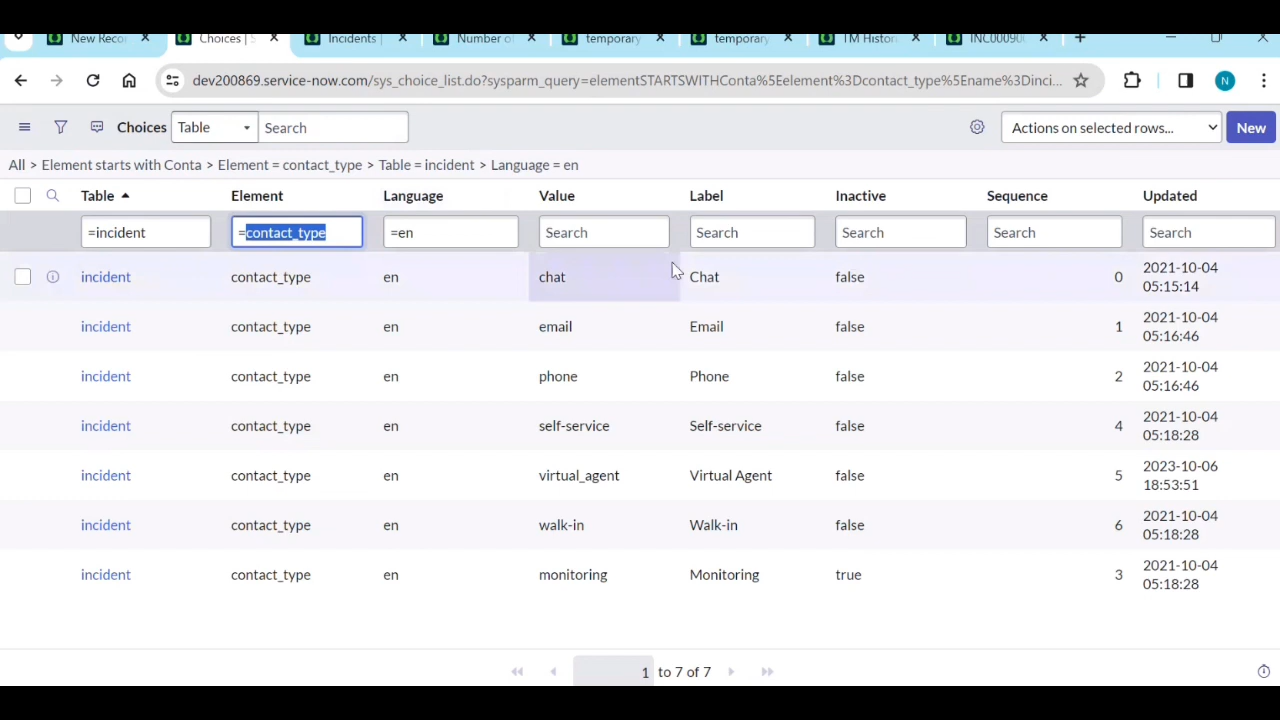 New Recor Choices | S Incidents | Number o temporary temporary TM Histori INC00090
dev200869.service-now.com/sys_choice_list.do?sysparm_query=elementSTARTSWITHConta%5Eelement%3Dcontact_type%5Ename%3Dinci... N
Choices Table Search Actions on selected rows... New
All > Element starts with Conta > Element = contact_type > Table = incident > Language = en
Table Element Language Value Label Inactive Sequence Updated
=incident =contact_type =en Search Search Search Search Search
incident contact_type en chat Chat false 0 2021-10-04 05:15:14
incident contact_type en email Email false 1 2021-10-04 05:16:46
incident contact_type en phone Phone false 2 2021-10-04 05:16:46
incident contact_type en self-service Self-service false 4 2021-10-04 05:18:28
incident contact_type en virtual_agent Virtual Agent false 5 2023-10-06 18:53:51
incident contact_type en walk-in Walk-in false 6 2021-10-04 05:18:28
incident contact_type en monitoring Monitoring true 3 2021-10-04 05:18:28
1 to 7 of 7